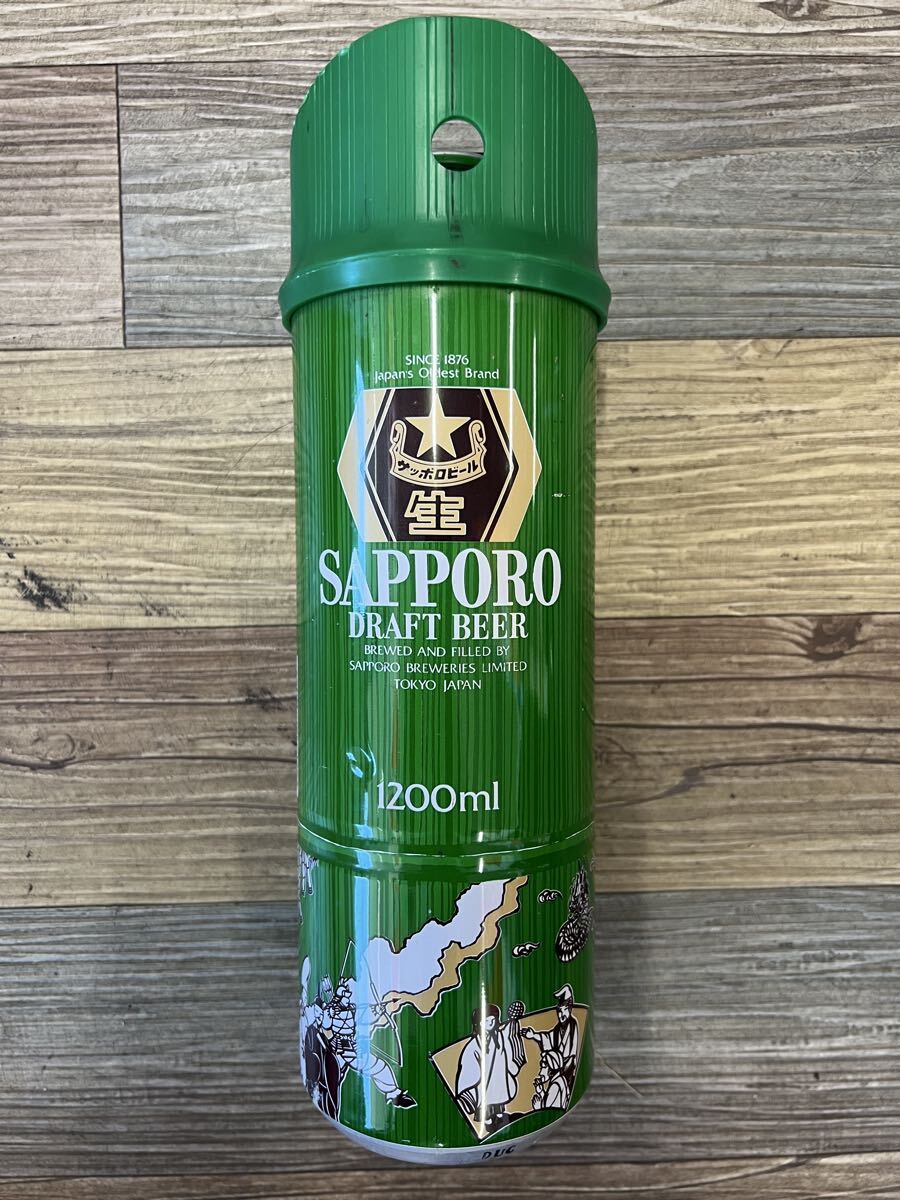 SINCE 1876
Japan's Oldest Brand
サッポロビール
生
SAPPORO
DRAFT BEER
BREWED AND FILLED BY
SAPPORO BREWERIES LIMITED
TOKYO JAPAN
1200ml